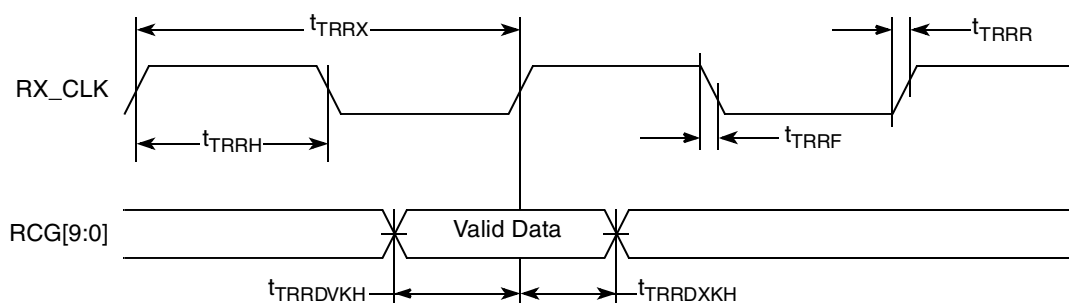 tTRRX
tTRRR
RX_CLK
tTRRH
tTRRF
RCG[9:0]
Valid Data
tTRRDVKH
tTRRDXKH